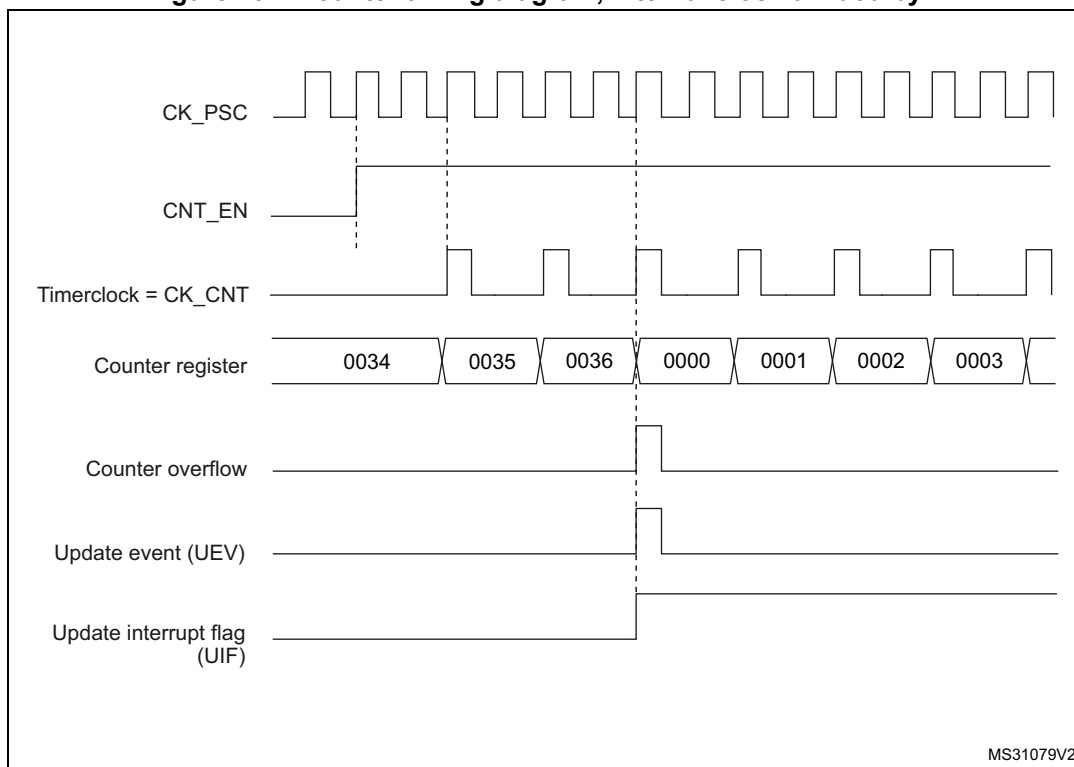 CK_PSC
CNT_EN
Timerclock = CK_CNT
Counter register
0034
0035
0036
0000
0001
0002
0003
Counter overflow
Update event (UEV)
Update interrupt flag
(UIF)
MS31079V2